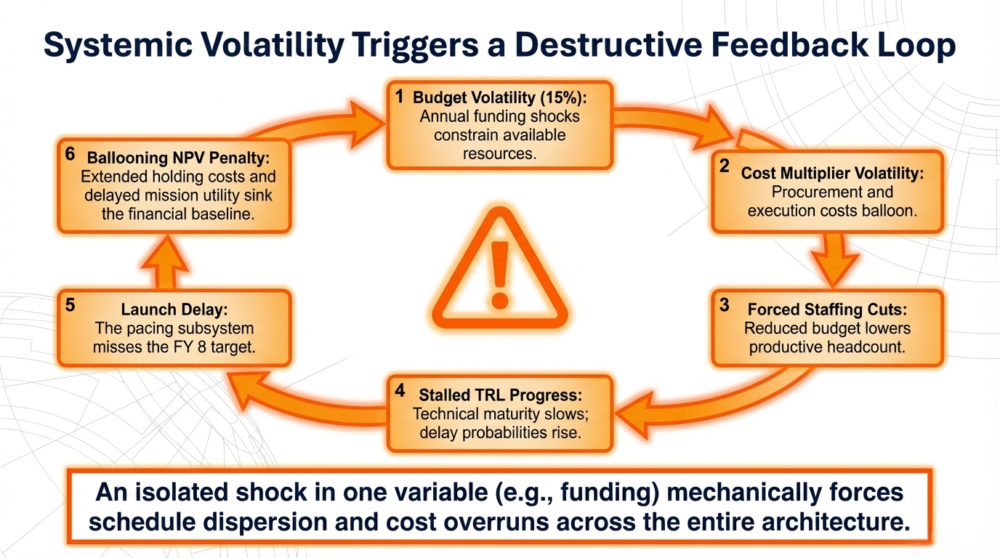 Systemic Volatility Triggers a Destructive Feedback Loop
1 Budget Volatility (15%):
Annual funding shocks
constrain available
resources.
2 Cost Multiplier Volatility:
Procurement and
execution costs balloon.
3 Forced Staffing Cuts:
Reduced budget lowers
productive headcount.
4 Stalled TRL Progress:
Technical maturity slows;
delay probabilities rise.
5 Launch Delay:
The pacing subsystem
misses the FY 8 target.
6 Ballooning NPV Penalty:
Extended holding costs and
delayed mission utility sink
the financial baseline.
An isolated shock in one variable (e.g., funding) mechanically forces
schedule dispersion and cost overruns across the entire architecture.